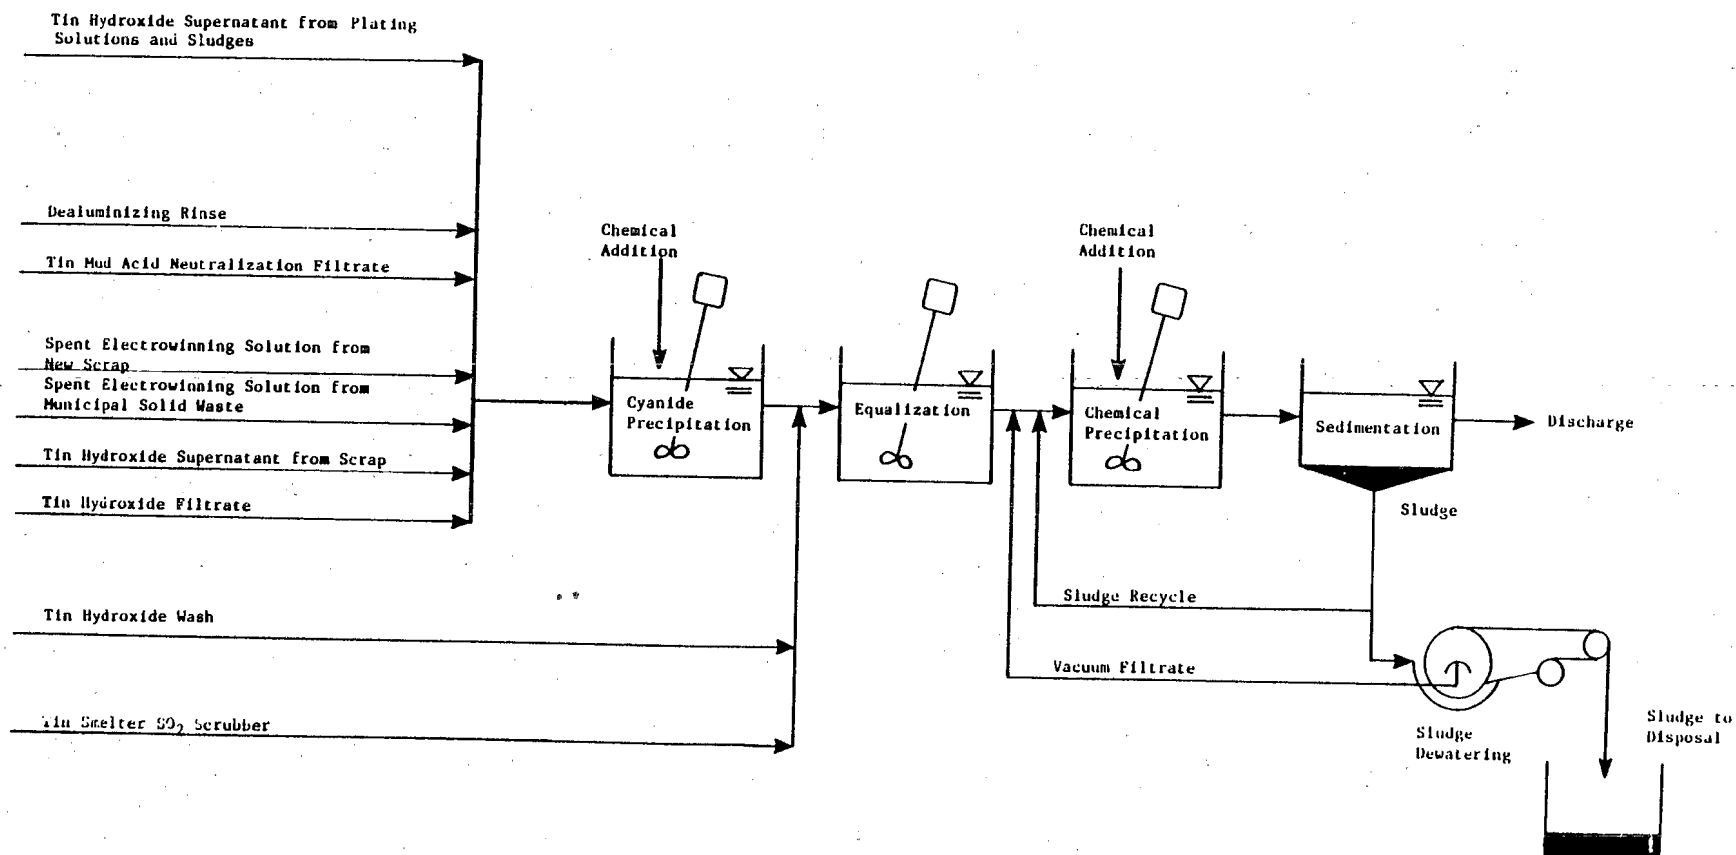 Tin Hydroxide Supernatant from Plating
Solutions and Sludges
Dealuminizing Rinse
Tin Mud Acid Neutralization Filtrate
Spent Electrowinning Solution from
New Scrap
Spent Electrowinning Solution from
Municipal Solid Waste
Tin Hydroxide Supernatant from Scrap
Tin Hydroxide Filtrate
Tin Hydroxide Wash
Tin Smelter SO₂ Scrubber
Chemical
Addition
Cyanide
Precipitation
Equalization
Chemical
Addition
Chemical
Precipitation
Sedimentation
Discharge
Sludge
Sludge Recycle
Vacuum Filtrate
Sludge
Dewatering
Sludge to
Disposal